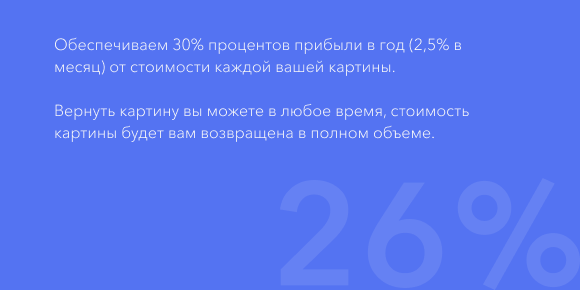 Обеспечиваем 30% процентов прибыли в год (2,5% в
месяц) от стоимости каждой вашей картины.
Вернуть картину вы можете в любое время, стоимость
картины будет вам возвращена в полном объеме.
26%